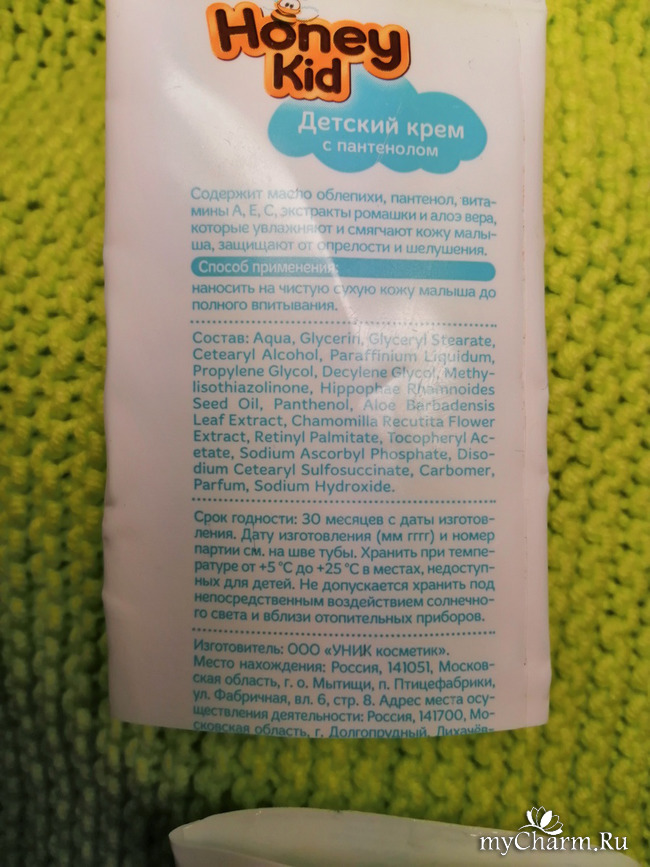 Honey
Kid
Детский крем
с пантенолом
Содержит масло облепихи, пантенол, вита-
мины А, Е, С, экстракты ромашки и алоэ вера,
которые увлажняют и смягчают кожу малы-
ша, защищают от опрелости и шелушения.
Способ применения:
наносить на чистую сухую кожу малыша до
полного впитывания.
Состав: Aqua, Glycerin, Glyceryl Stearate,
Cetearyl Alcohol, Paraffinium Liquidum,
Propylene Glycol, Decylene Glycol, Methy-
lisothiazolinone, Hippophae Rhamnoides
Seed Oil, Panthenol, Aloe Barbadensis
Leaf Extract, Chamomilla Recutita Flower
Extract, Retinyl Palmitate, Tocopheryl Ac-
etate, Sodium Ascorbyl Phosphate, Diso-
dium Cetearyl Sulfosuccinate, Carbomer,
Parfum, Sodium Hydroxide.
Срок годности: 30 месяцев с даты изготов-
ления. Дату изготовления (мм гггг) и номер
партии см. на шве тубы. Хранить при темпе-
ратуре от +5 °С до +25 °С в местах, недоступ-
ных для детей. Не допускается хранить под
непосредственным воздействием солнечно-
го света и вблизи отопительных приборов.
Изготовитель: ООО «УНИК косметик».
Место нахождения: Россия, 141051, Москов-
ская область, г. о. Мытищи, п. Птицефабрики,
ул. Фабричная, вл. 6, стр. 8. Адрес места осу-
ществления деятельности: Россия, 141700, Мо-
сковская область, г. Долгопрудный, Лихачёв-
myCharm.Ru